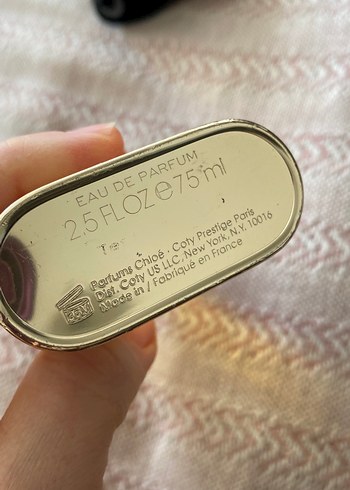 EAU DE PARFUM
2.5 FL OZ e 75 ml
Parfums Chloé . Coty Prestige Paris
Dist. Coty US LLC, New York, N.Y. 10016
Made in / Fabriqué en France